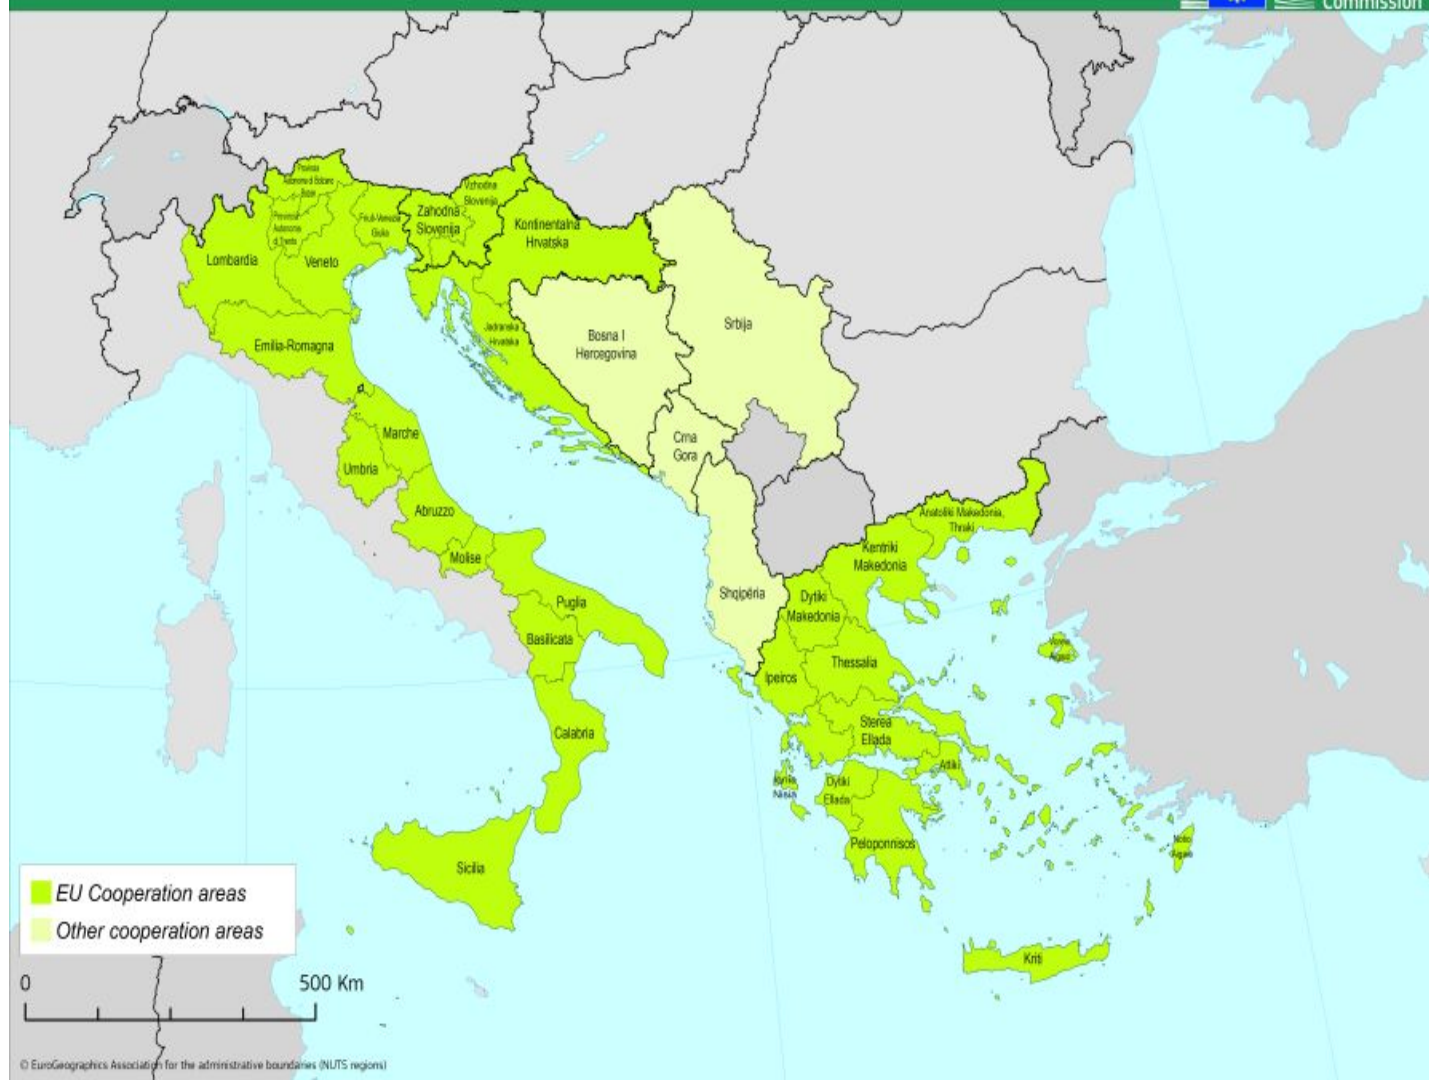 Commission
Provincia
Autonoma di Bolzano
Bozen
Vzhodna
Slovenija
Provincia
Autonoma
di Trento
Friuli-Venezia
Giulia
Zahodna
Slovenija
Kontinentalna
Hrvatska
Lombardia
Veneto
Jadranska
Hrvatska
Bosna I
Hercegovina
Srbija
Emilia-Romagna
Marche
Crna
Gora
Umbria
Abruzzo
Anatoliki Makedonia,
Thraki
Molise
Kentriki
Makedonia
Shqipëria
Puglia
Dytiki
Makedonia
Basilicata
Voreio
Aigaio
Thessalia
Ipeiros
Calabria
Sterea
Ellada
Attiki
Ionia
Nisia
Dytiki
Ellada
Peloponnisos
Notio
Aigaio
Sicilia
Kriti
EU Cooperation areas
Other cooperation areas
0 500 Km
© EuroGeographics Association for the administrative boundaries (NUTS regions)